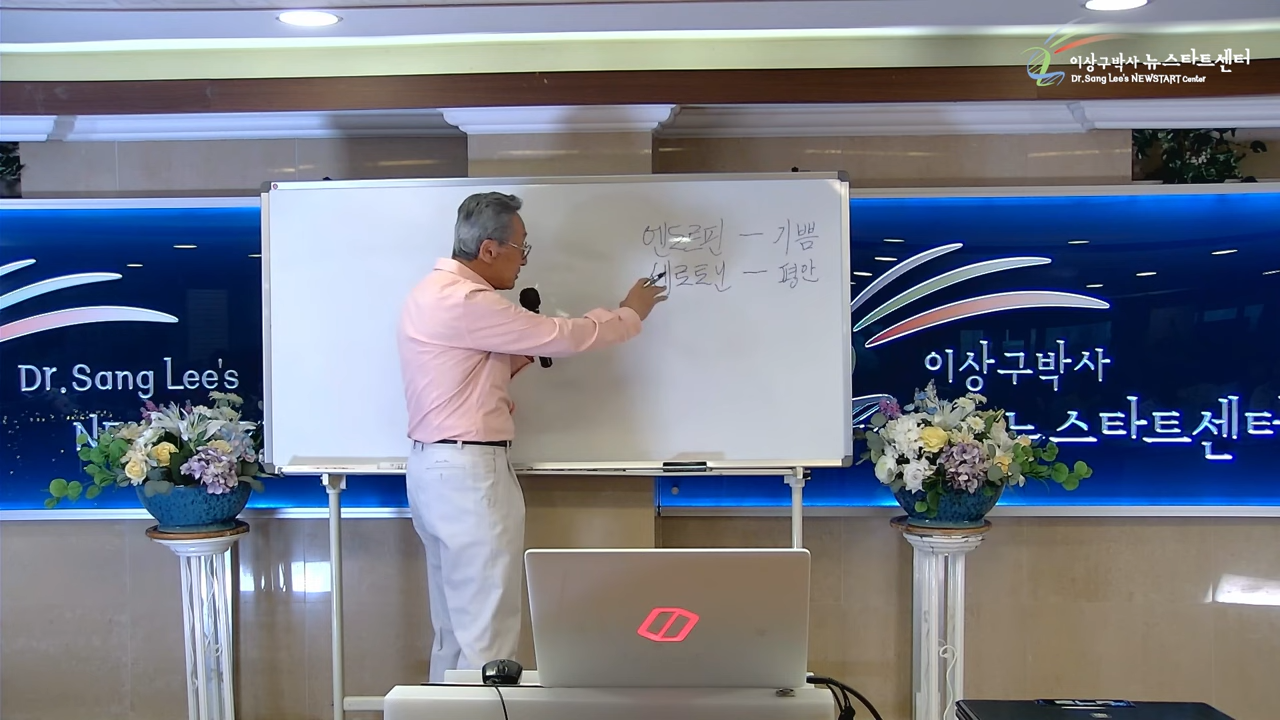 이상구박사 뉴스타트센터
Dr. Sang Lee's NEWSTART Center
엔도르핀 — 기쁨
세로토닌 — 평안
Dr. Sang Lee's
이상구박사
뉴스타트센터